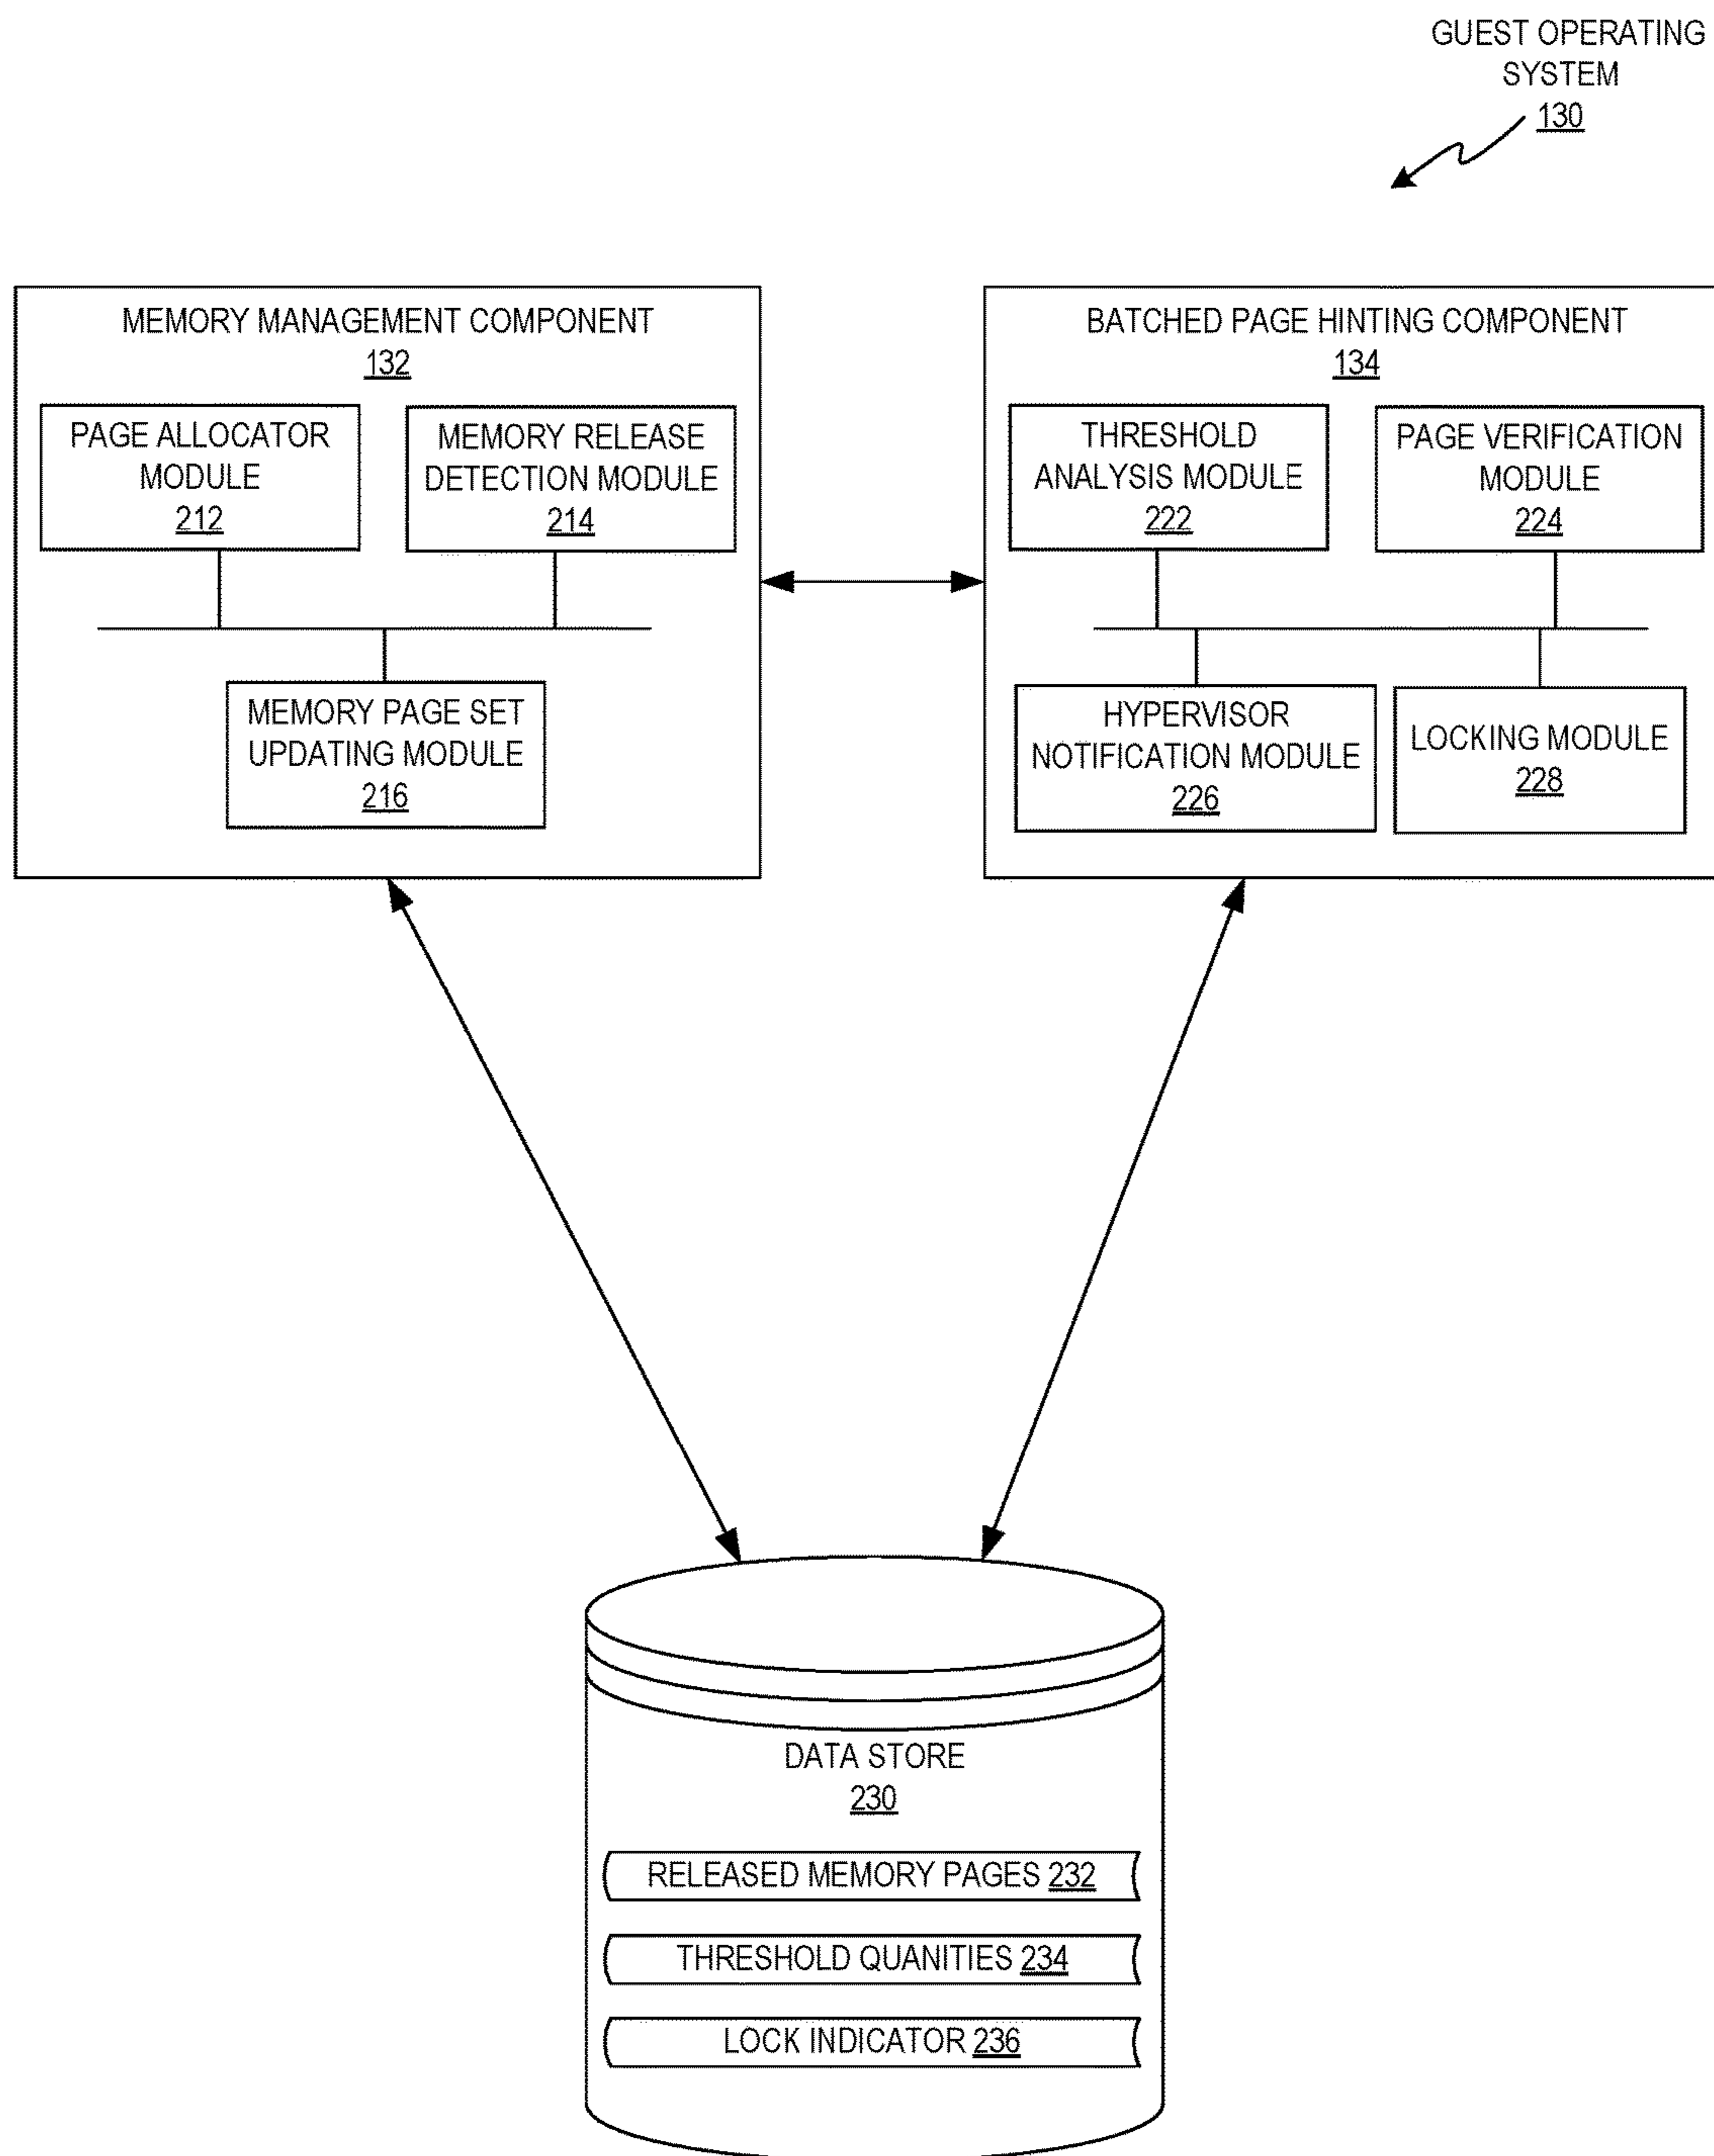 GUEST OPERATING
SYSTEM
130
MEMORY MANAGEMENT COMPONENT
132
PAGE ALLOCATOR
MODULE
212
MEMORY RELEASE
DETECTION MODULE
214
MEMORY PAGE SET
UPDATING MODULE
216
BATCHED PAGE HINTING COMPONENT
134
THRESHOLD
ANALYSIS MODULE
222
PAGE VERIFICATION
MODULE
224
HYPERVISOR
NOTIFICATION MODULE
226
LOCKING MODULE
228
DATA STORE
230
RELEASED MEMORY PAGES 232
THRESHOLD QUANITIES 234
LOCK INDICATOR 236